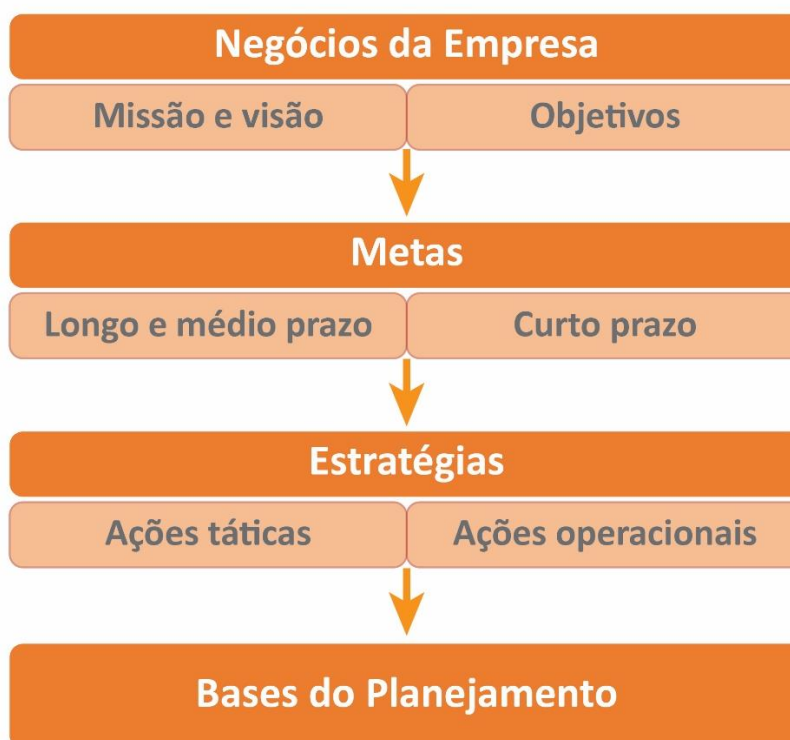 Negócios da Empresa
Missão e visão
Objetivos
Metas
Longo e médio prazo
Curto prazo
Estratégias
Ações táticas
Ações operacionais
Bases do Planejamento